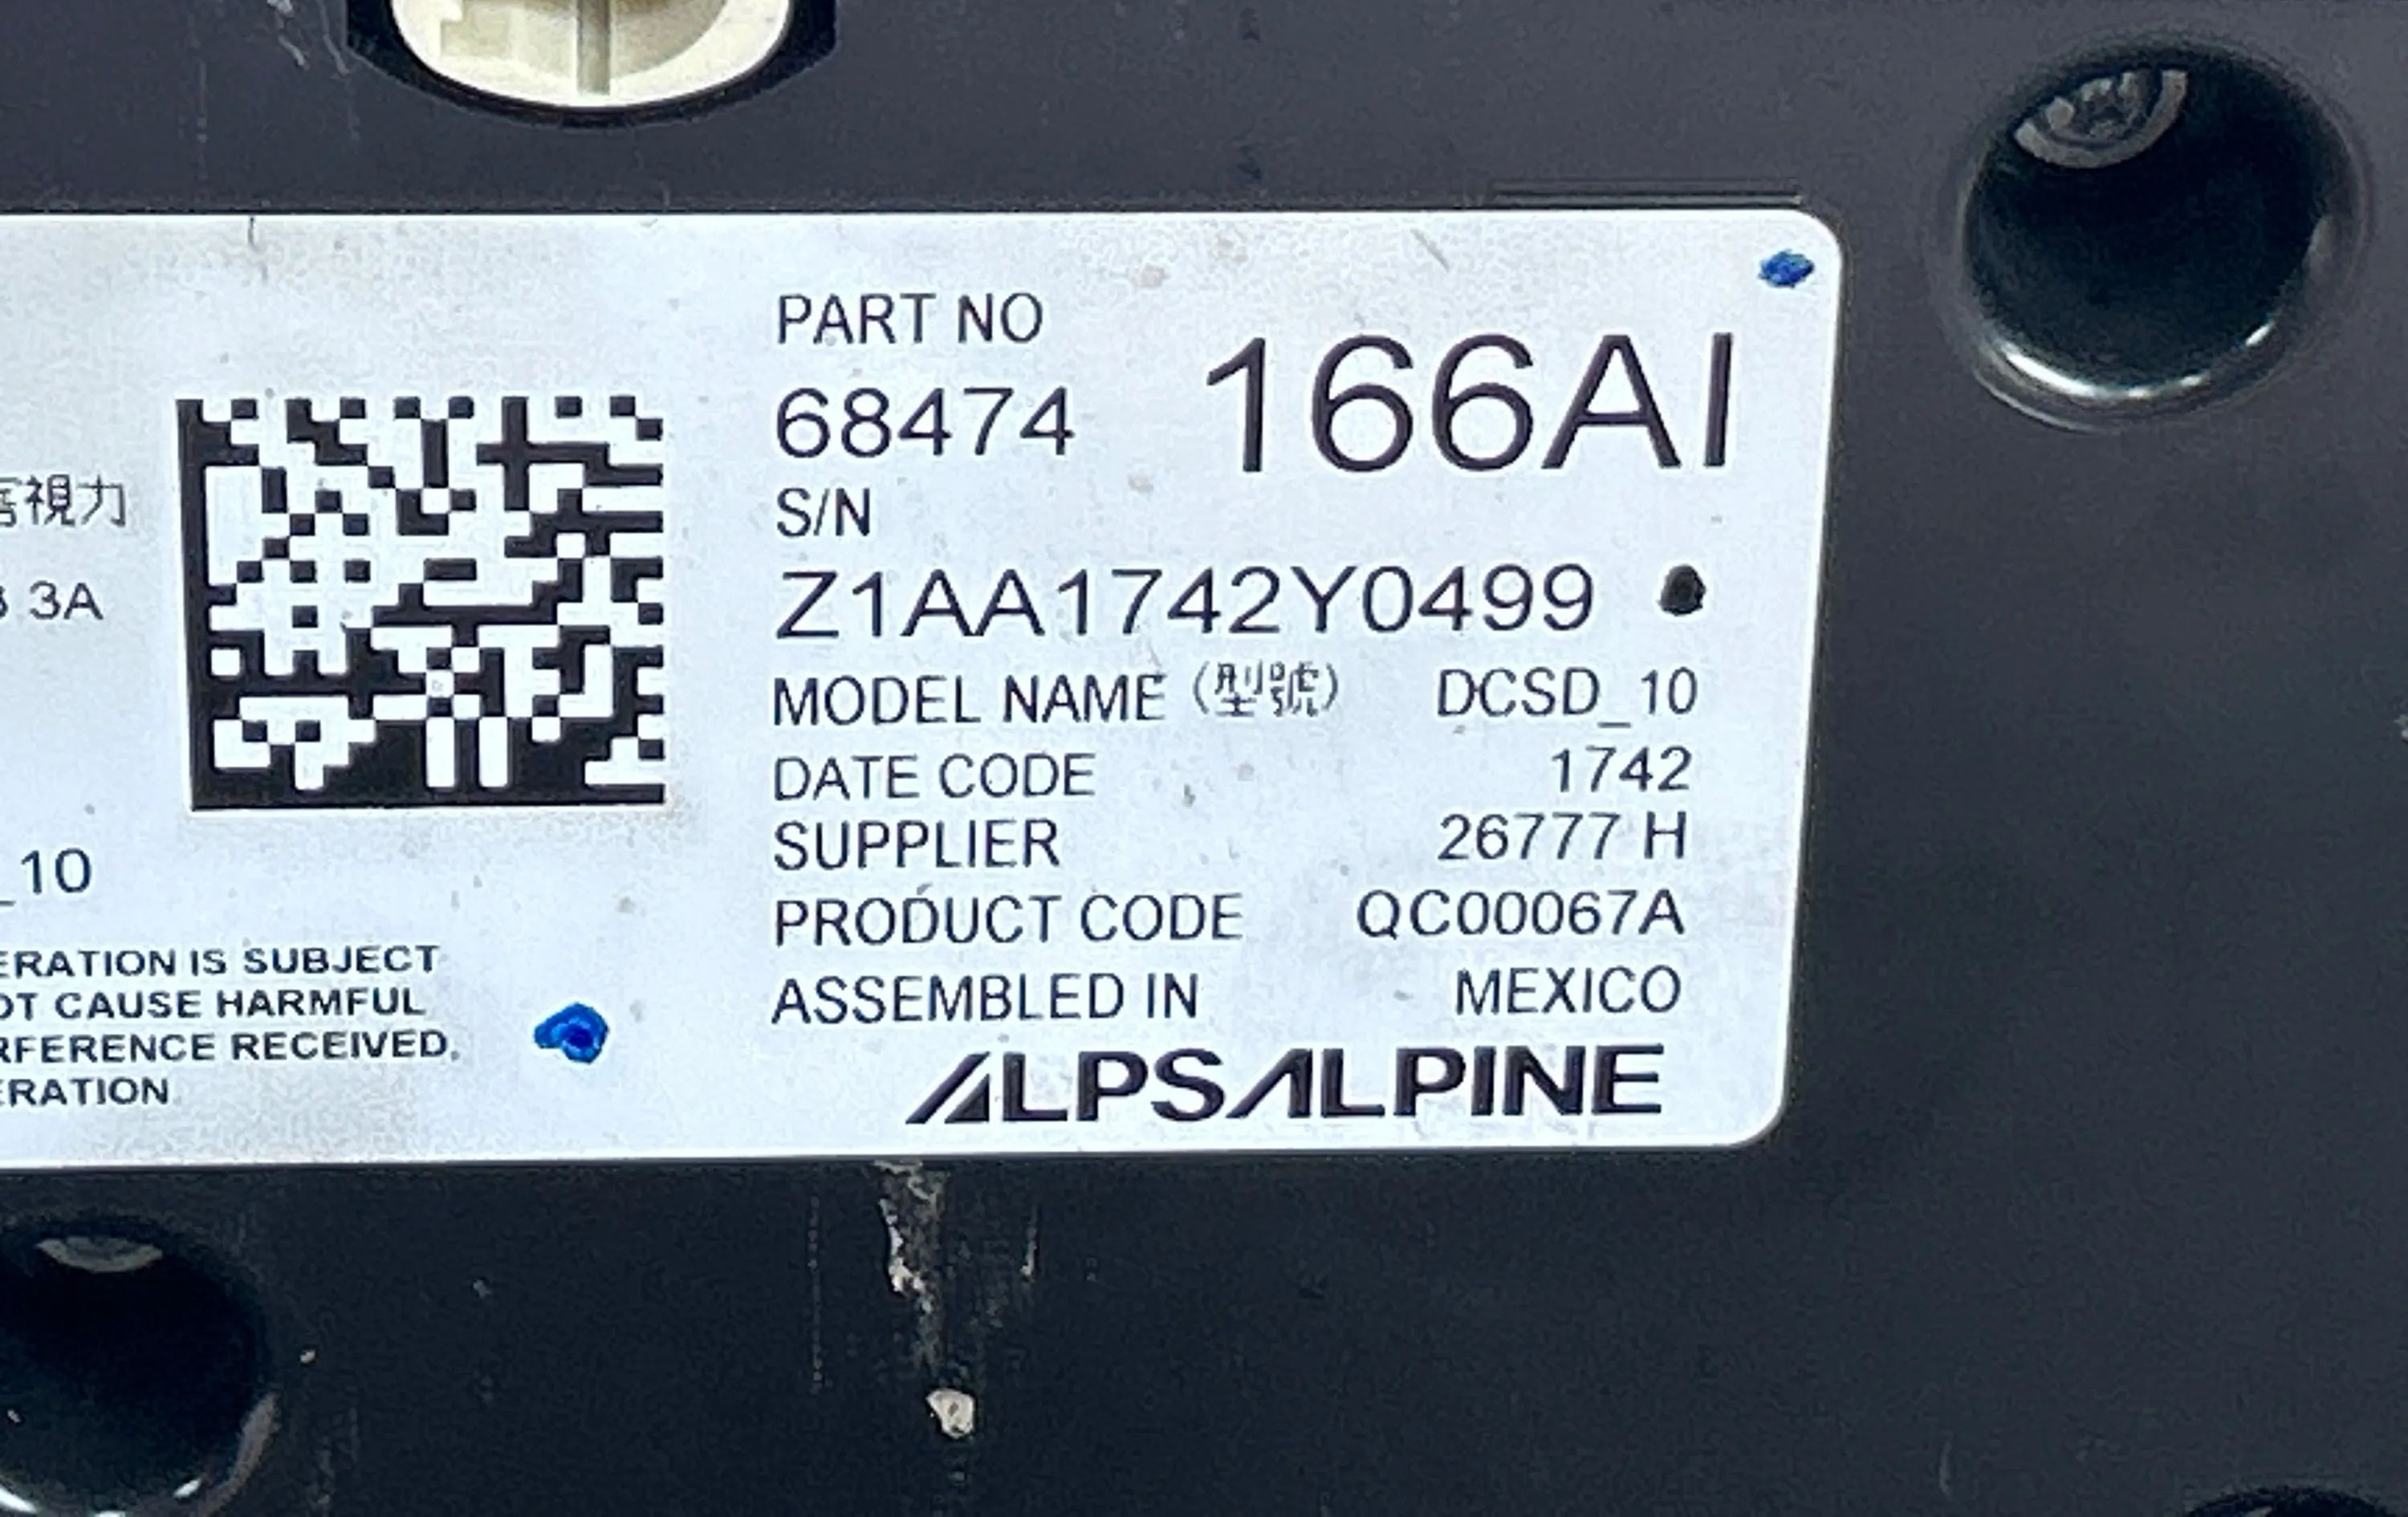 視力
3A
_10
ERATION IS SUBJECT
OT CAUSE HARMFUL
RFERENCE RECEIVED,
ERATION
PART NO
68474 166AI
S/N
Z1AA1742Y0499
MODEL NAME (型號) DCSD_10
DATE CODE 1742
SUPPLIER 26777 H
PRODUCT CODE QC00067A
ASSEMBLED IN MEXICO
ALPSALPINE